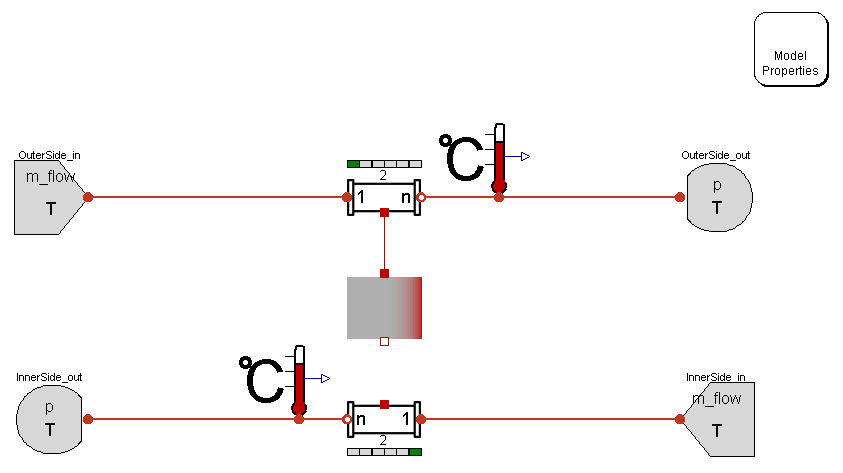 Model
Properties
OuterSide_in
m_flow
T
2
1 n
°C
OuterSide_out
p
T
InnerSide_out
p
T
°C
n 1
2
InnerSide_in
m_flow
T